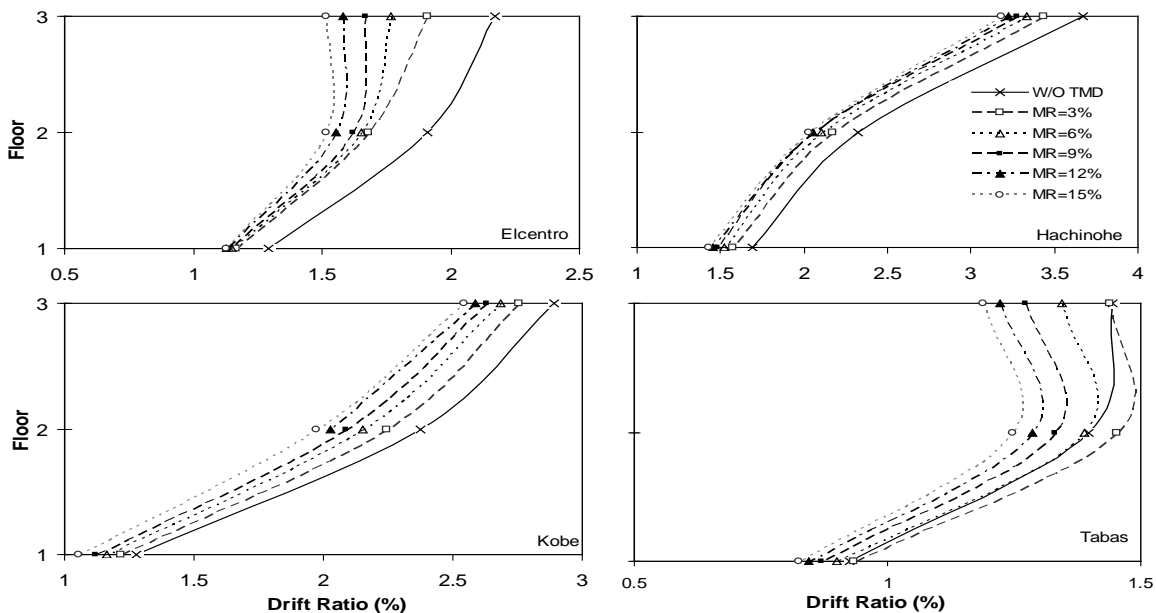 3
2
1
Floor
0.5
1
1.5
2
2.5
Elcentro
3
2
1
1
1.5
2
2.5
3
3.5
4
W/O TMD
MR=3%
MR=6%
MR=9%
MR=12%
MR=15%
Hachinohe
3
2
1
Floor
1
1.5
2
2.5
3
Drift Ratio (%)
Kobe
0.5
1
1.5
Drift Ratio (%)
Tabas